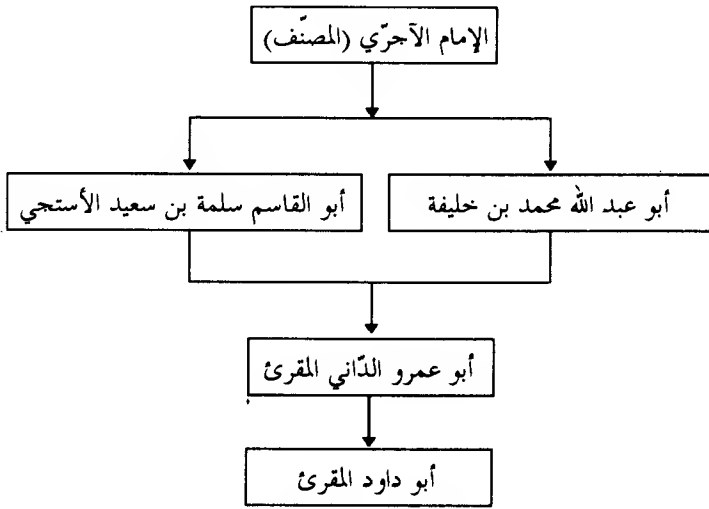 الإمام الآجرّي (المصنّف)
أبو عبد الله محمد بن خليفة
أبو القاسم سلمة بن سعيد الأستجي
أبو عمرو الدّاني المقرئ
أبو داود المقرئ